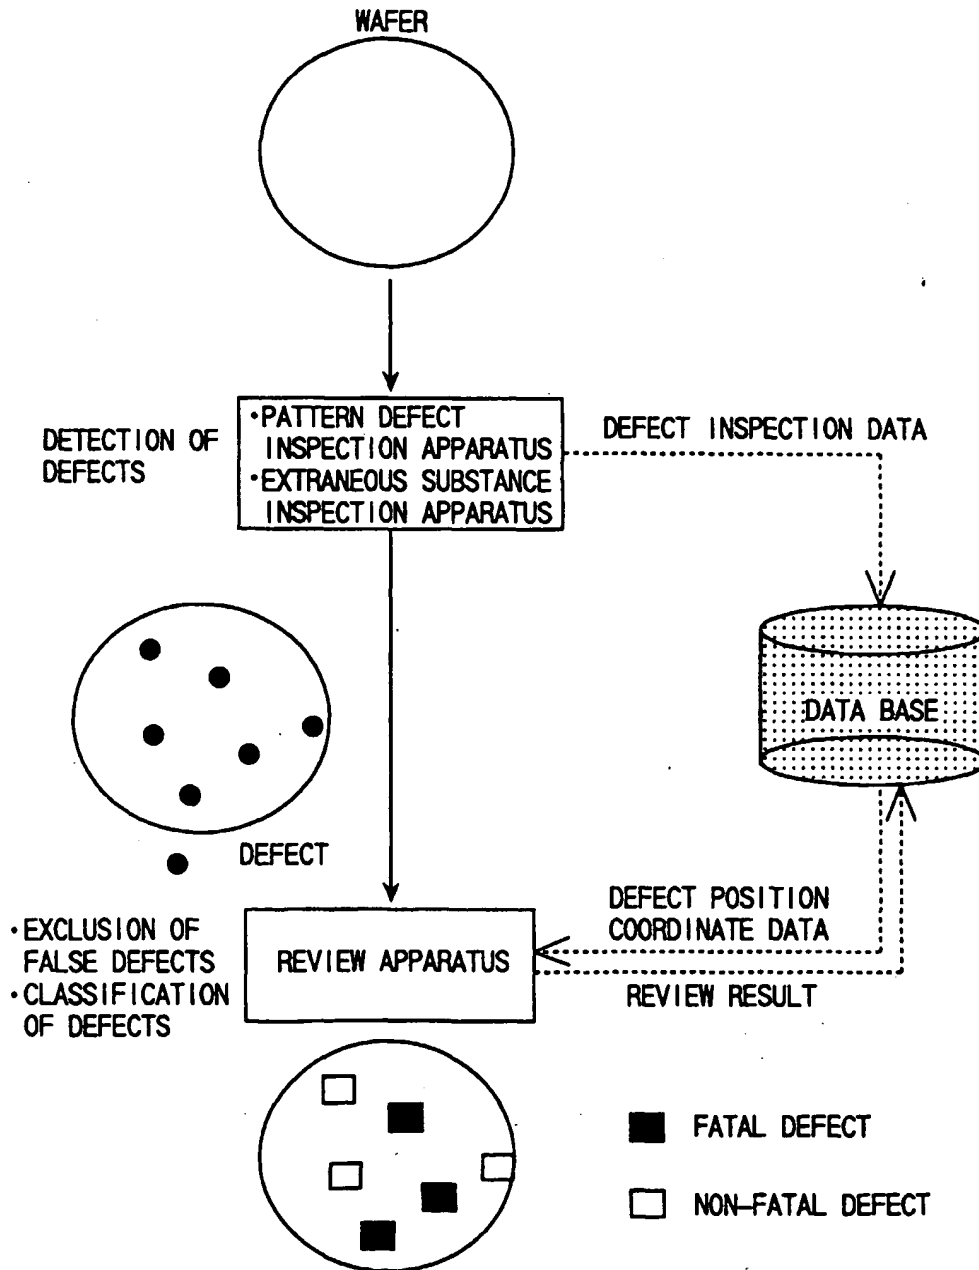 WAFER
DETECTION OF
DEFECTS
·PATTERN DEFECT
INSPECTION APPARATUS
·EXTRANEOUS SUBSTANCE
INSPECTION APPARATUS
DEFECT INSPECTION DATA
DATA BASE
DEFECT
·EXCLUSION OF
FALSE DEFECTS
·CLASSIFICATION
OF DEFECTS
REVIEW APPARATUS
DEFECT POSITION
COORDINATE DATA
REVIEW RESULT
FATAL DEFECT
NON-FATAL DEFECT